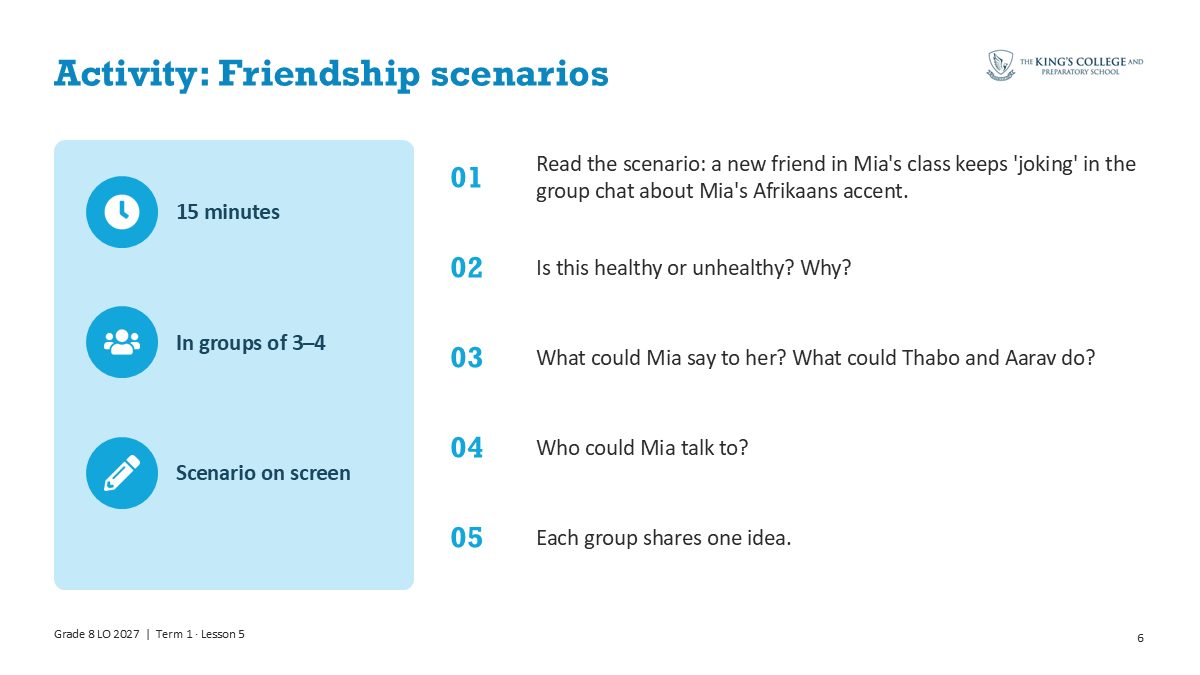 Activity: Friendship scenarios
THE KING'S COLLEGE AND
PREPARATORY SCHOOL
15 minutes
In groups of 3–4
Scenario on screen
01
Read the scenario: a new friend in Mia's class keeps 'joking' in the
group chat about Mia's Afrikaans accent.
02
Is this healthy or unhealthy? Why?
03
What could Mia say to her? What could Thabo and Aarav do?
04
Who could Mia talk to?
05
Each group shares one idea.
Grade 8 LO 2027 | Term 1 · Lesson 5
6